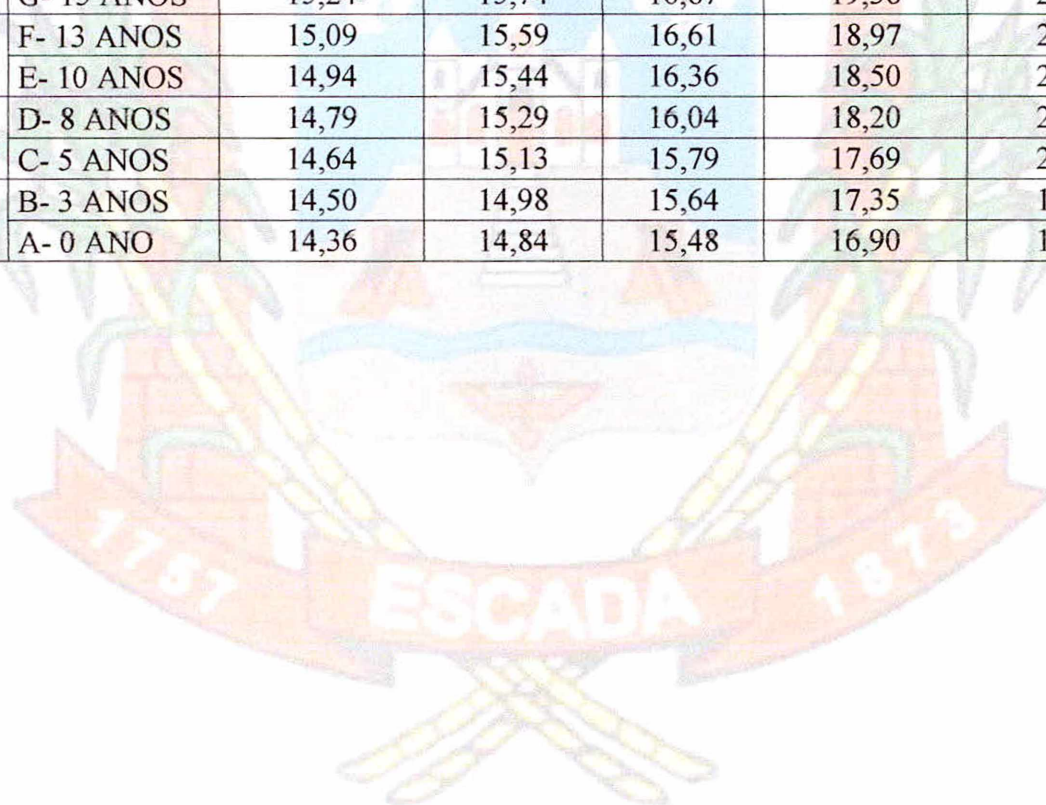 F- 13 ANOS 15,09 15,59 16,61 18,97
E- 10 ANOS 14,94 15,44 16,36 18,50
D- 8 ANOS 14,79 15,29 16,04 18,20
C- 5 ANOS 14,64 15,13 15,79 17,69
B- 3 ANOS 14,50 14,98 15,64 17,35
A- 0 ANO 14,36 14,84 15,48 16,90
1757 ESCADA 1873